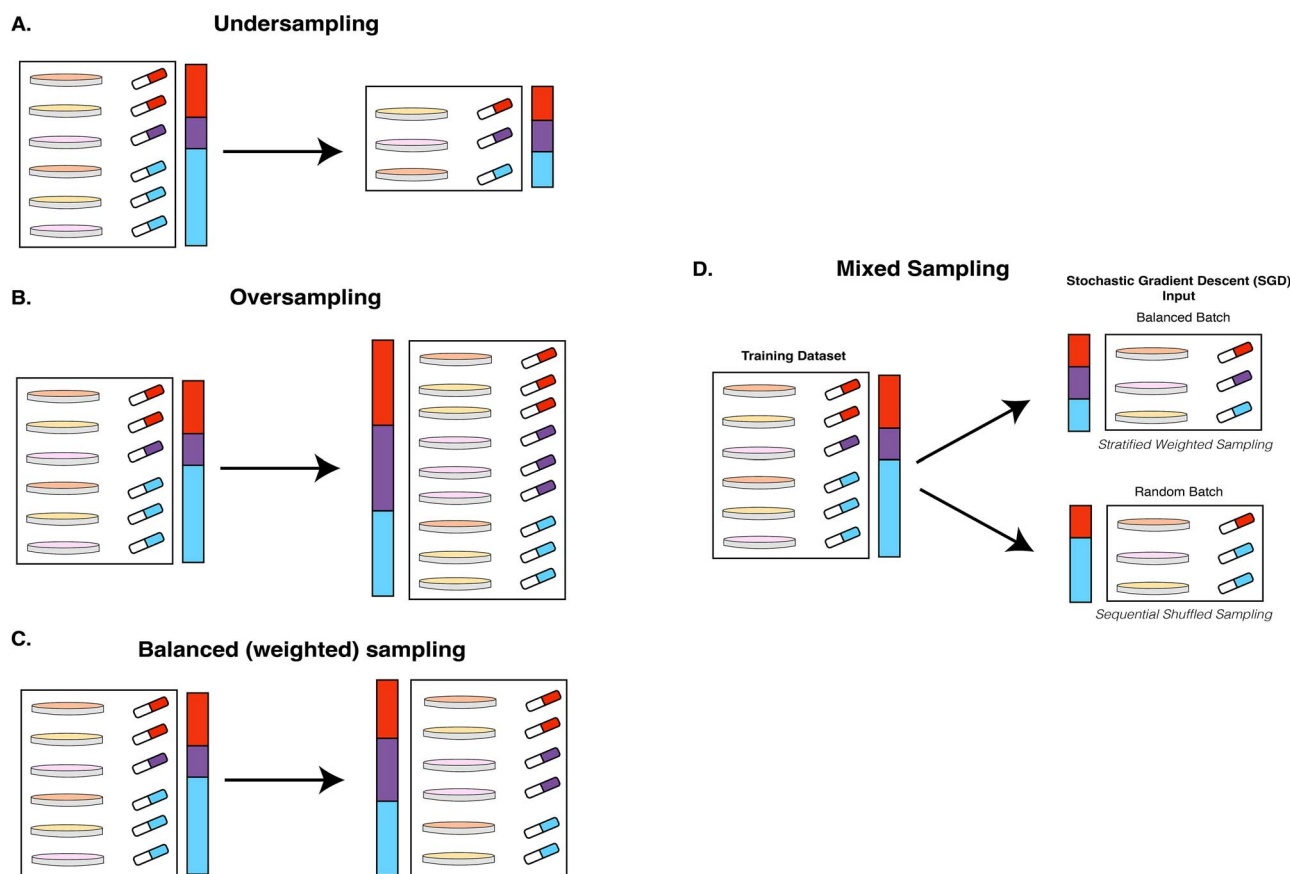 A.
Undersampling
B.
Oversampling
C.
Balanced (weighted) sampling
D.
Mixed Sampling
Training Dataset
Stochastic Gradient Descent (SGD)
Input
Balanced Batch
Stratified Weighted Sampling
Random Batch
Sequential Shuffled Sampling